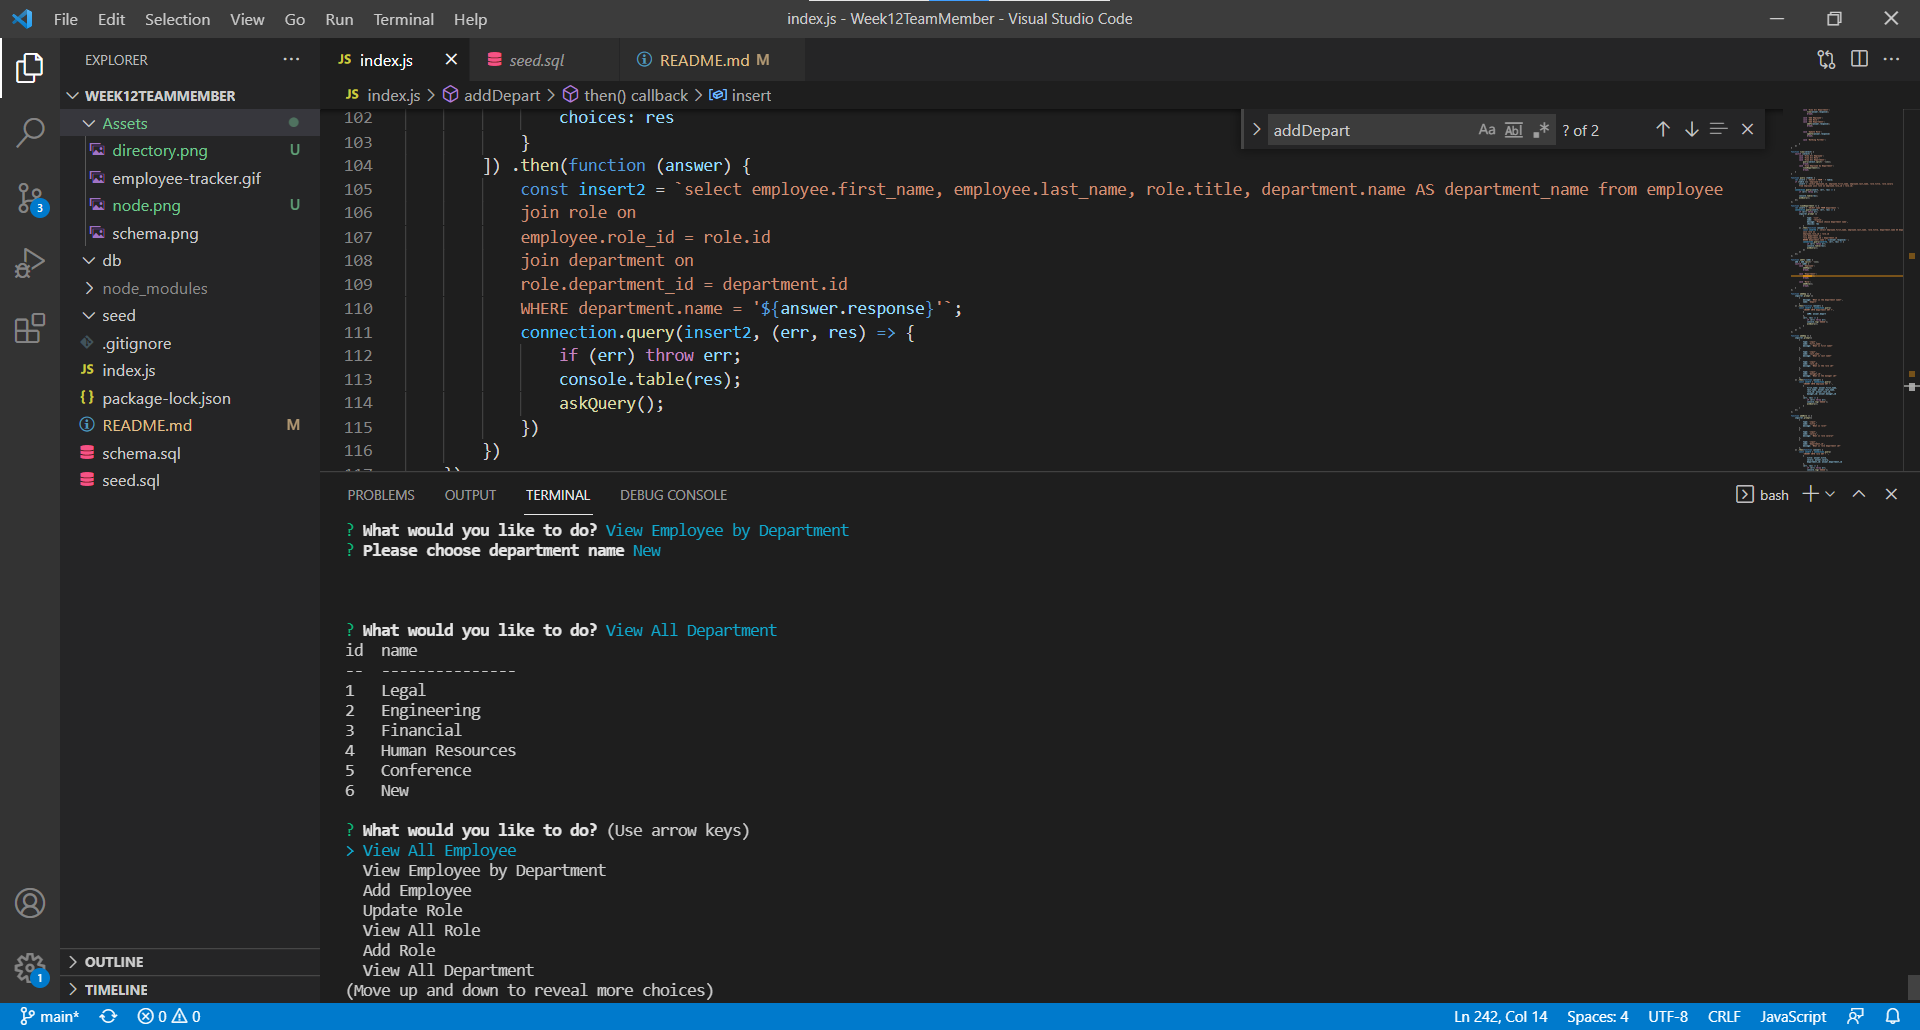 File Edit Selection View Go Run Terminal Help
index.js - Week12TeamMember - Visual Studio Code
EXPLORER
WEEK12TEAMMEMBER
Assets
directory.png U
employee-tracker.gif
node.png U
schema.png
db
node_modules
seed
.gitignore
JS index.js
{} package-lock.json
README.md M
schema.sql
seed.sql
OUTLINE
TIMELINE
3
1
JS index.js seed.sql README.md M
JS index.js > addDepart > then() callback > insert
addDepart Aa Abl .* ? of 2
102 choices: res
103 }
104 ]) .then(function (answer) {
105 const insert2 = `select employee.first_name, employee.last_name, role.title, department.name AS department_name from employee
106 join role on
107 employee.role_id = role.id
108 join department on
109 role.department_id = department.id
110 WHERE department.name = '${answer.response}'`;
111 connection.query(insert2, (err, res) => {
112 if (err) throw err;
113 console.table(res);
114 askQuery();
115 })
116 })
PROBLEMS OUTPUT TERMINAL DEBUG CONSOLE
bash
? What would you like to do? View Employee by Department
? Please choose department name New
? What would you like to do? View All Department
id name
-- ---------------
1 Legal
2 Engineering
3 Financial
4 Human Resources
5 Conference
6 New
? What would you like to do? (Use arrow keys)
> View All Employee
View Employee by Department
Add Employee
Update Role
View All Role
Add Role
View All Department
(Move up and down to reveal more choices)
main* 0 0
Ln 242, Col 14 Spaces: 4 UTF-8 CRLF JavaScript